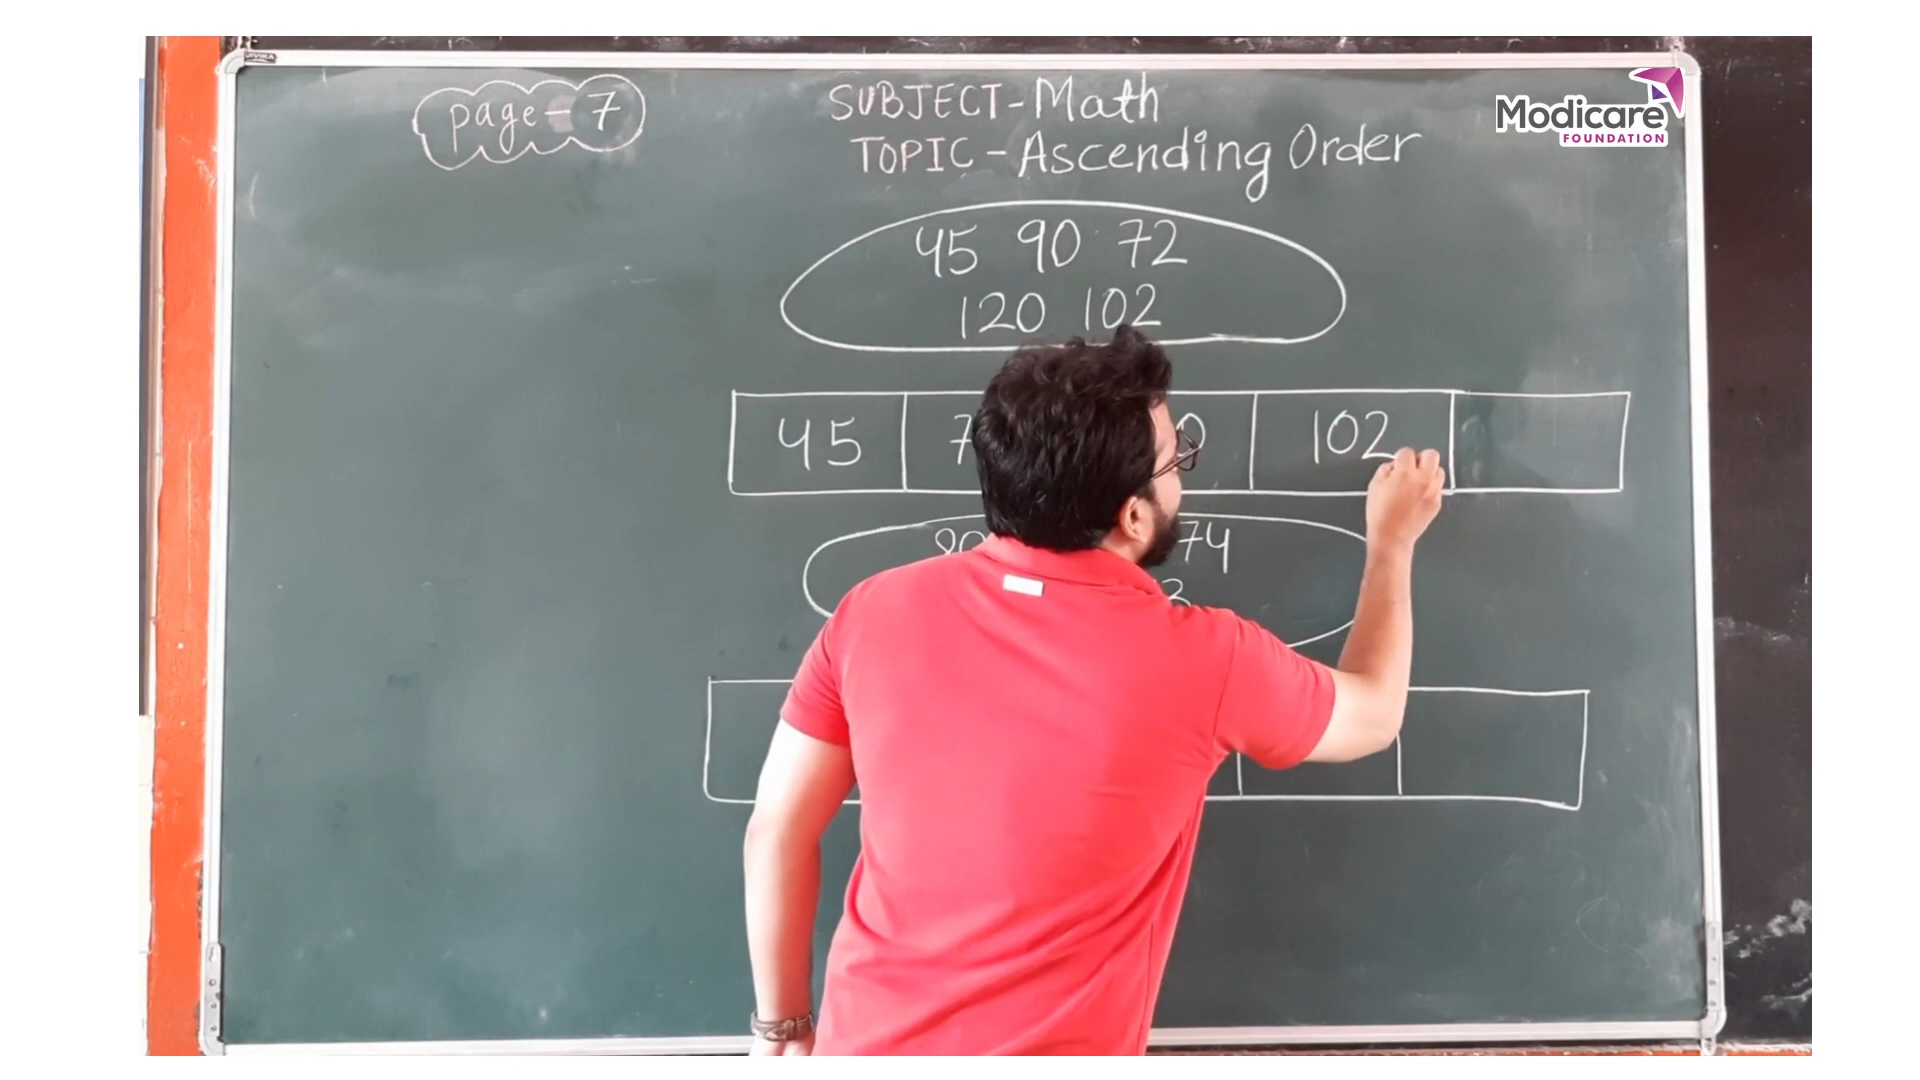 page-7
SUBJECT-Math
TOPIC-Ascending Order
Modicare
FOUNDATION
45 90 72
120 102
45 102
74